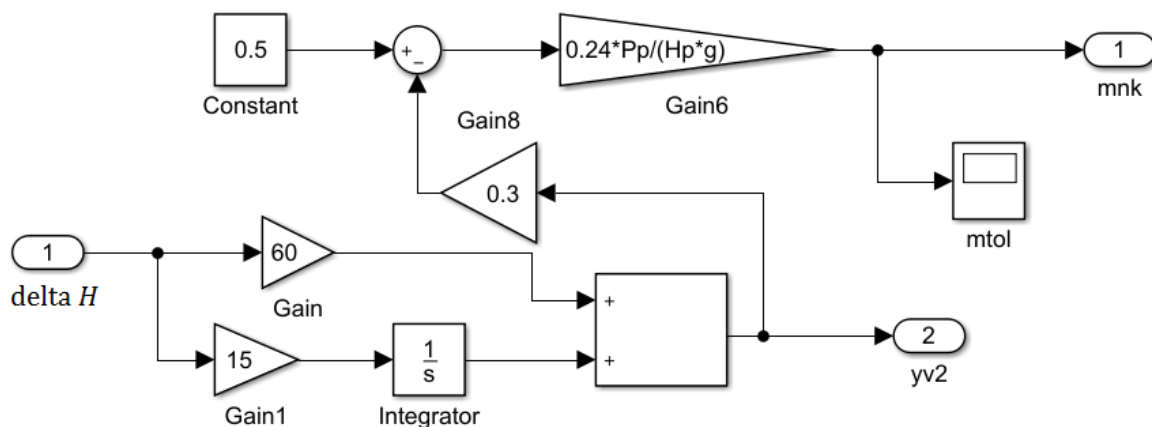 0.5
+
−
0.24*Pp/(Hp*g)
1
Constant
Gain6
mnk
Gain8
0.3
mtol
1
60
delta H
Gain
+
+
2
15
1
s
yv2
Gain1
Integrator